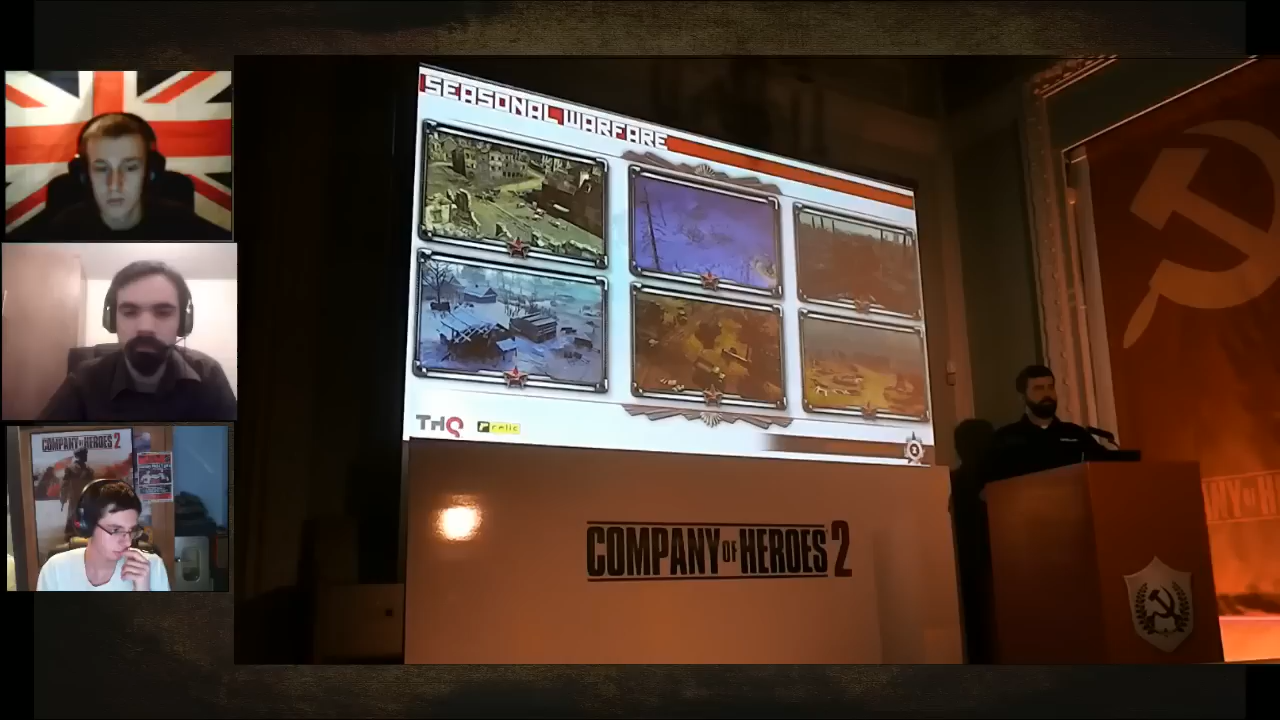 SEASONAL WARFARE
THQ relic
COMPANY OF HEROES 2
COMPANY OF HEROES 2